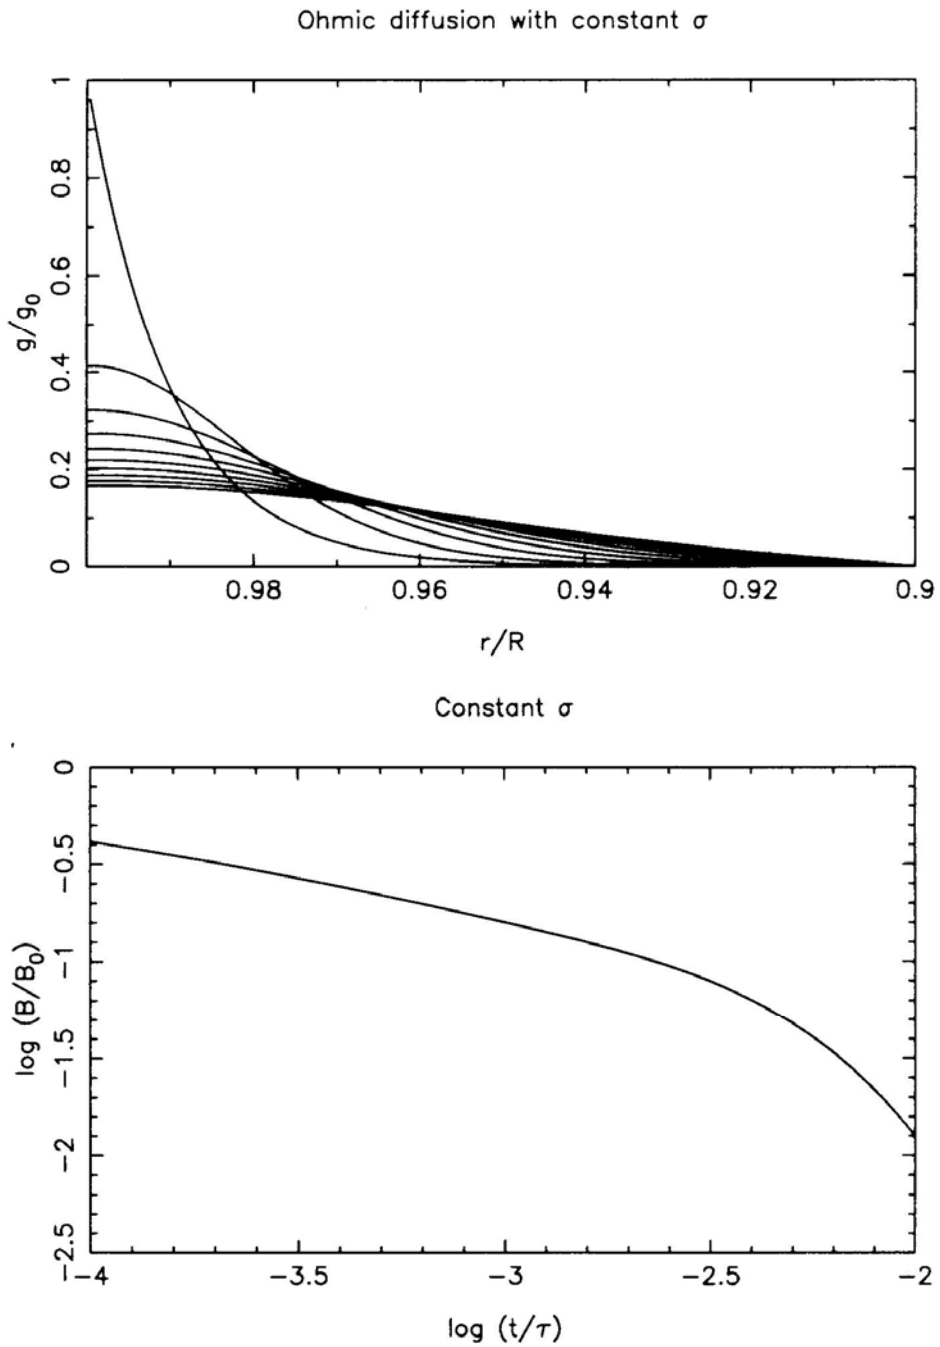 Ohmic diffusion with constant σ
1
0.8
0.6
0.4
0.2
0
g/g₀
0.98 0.96 0.94 0.92 0.9
r/R
Constant σ
0
−0.5
−1
−1.5
−2
−2.5
log (B/B₀)
−4 −3.5 −3 −2.5 −2
log (t/τ)